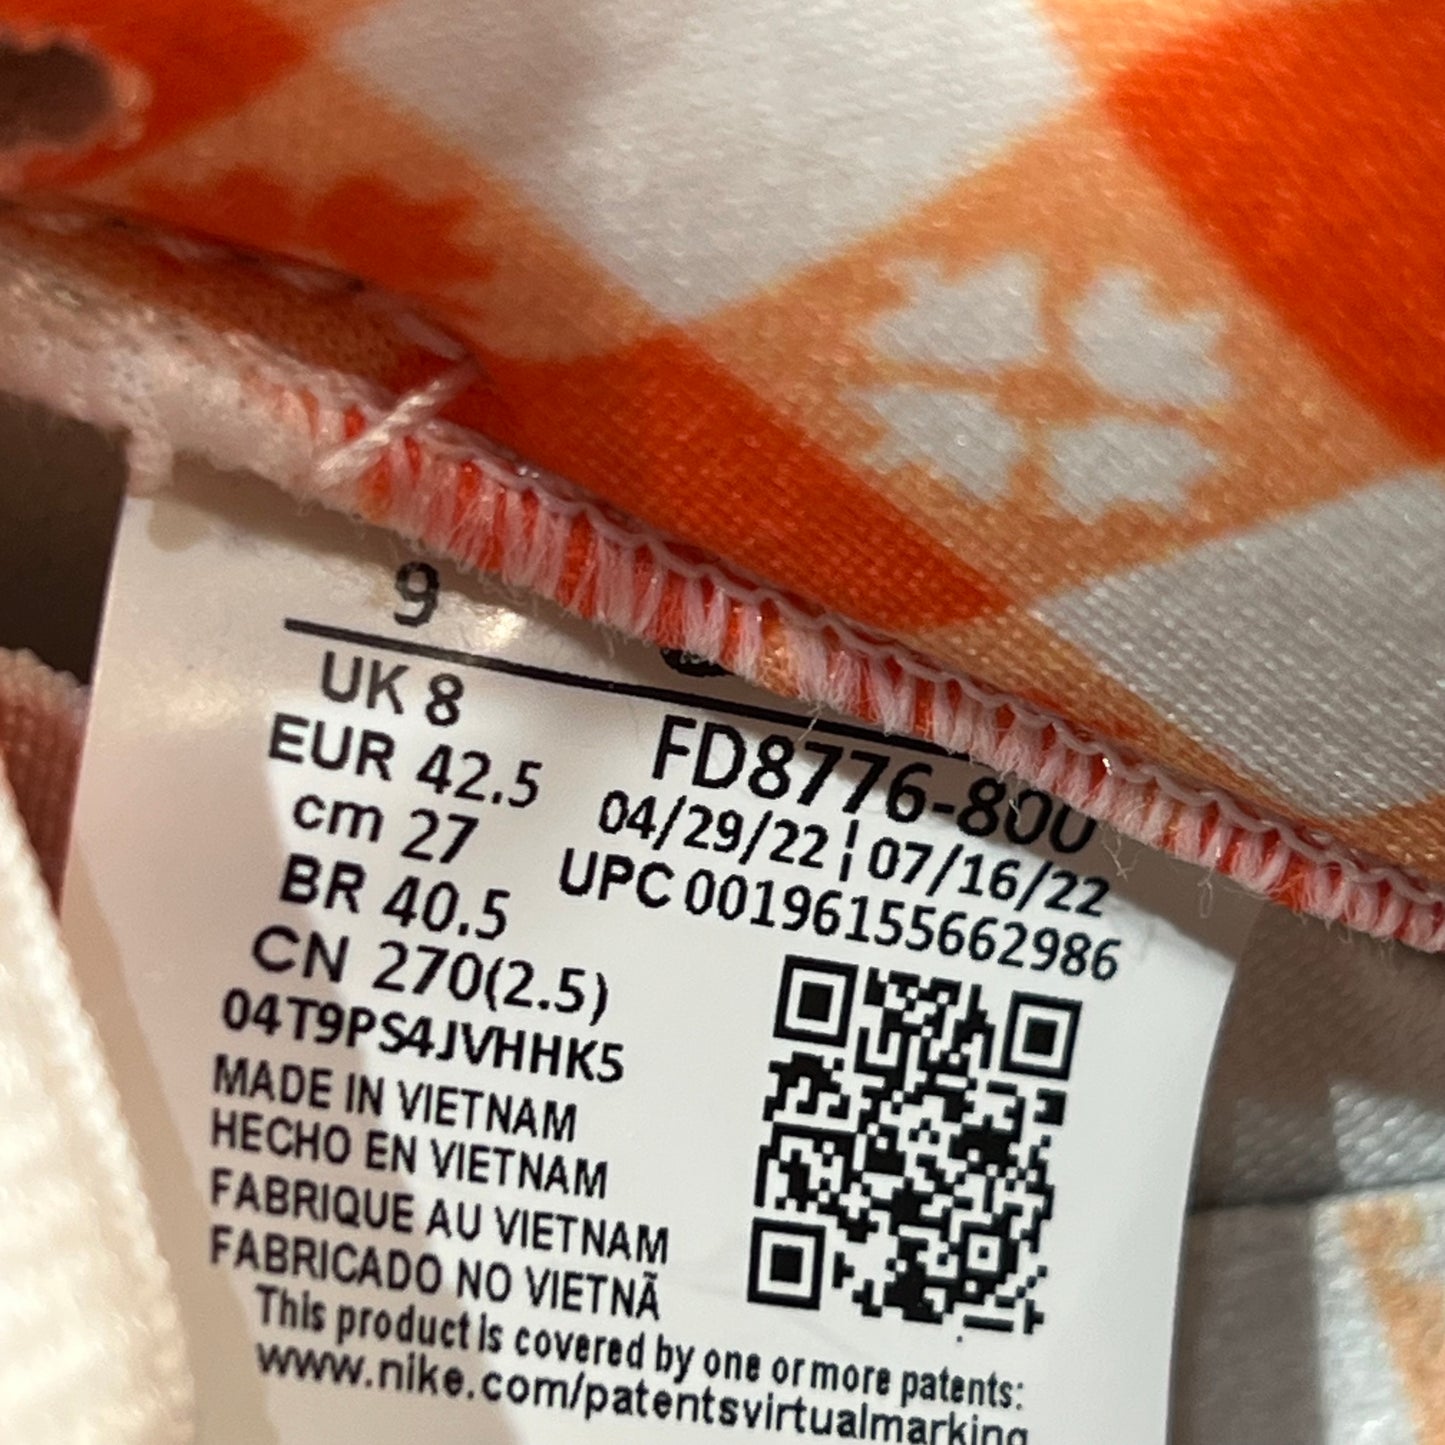 9
UK 8
EUR 42.5
cm 27
BR 40.5
CN 270(2.5)
04T9PS4JVHHK5
MADE IN VIETNAM
HECHO EN VIETNAM
FABRIQUE AU VIETNAM
FABRICADO NO VIETNÃ
FD8776-800
04/29/22¦07/16/22
UPC 00196155662986
This product is covered by one or more patents:
www.nike.com/patentsvirtualmarking